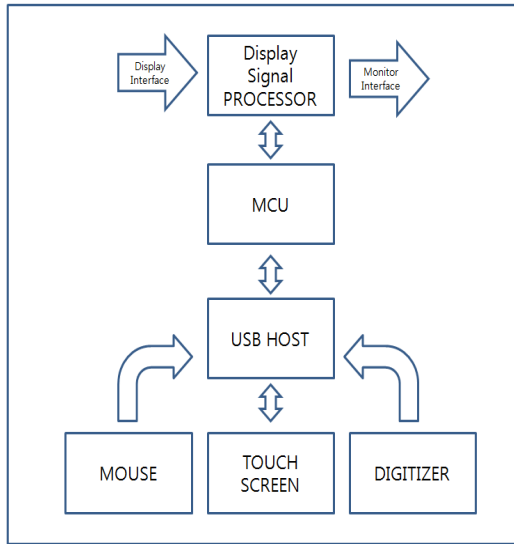 Display
Interface
Display
Signal
PROCESSOR
Monitor
Interface
MCU
USB HOST
MOUSE
TOUCH
SCREEN
DIGITIZER